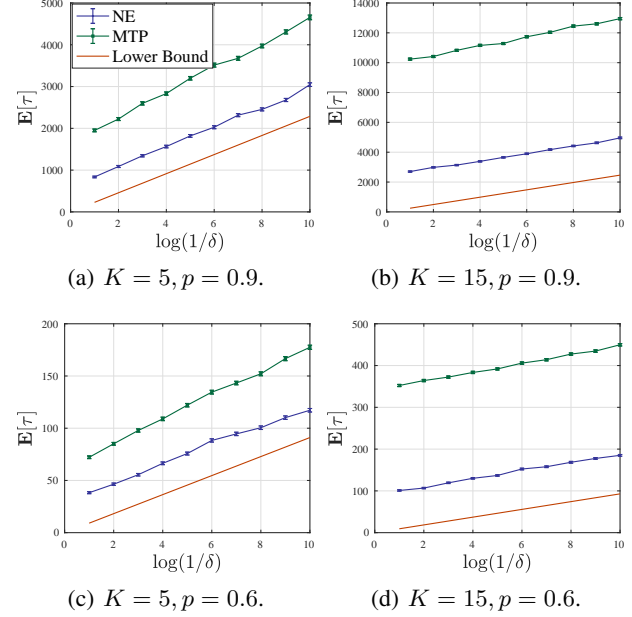 5000
4000
3000
2000
1000
0
E[τ]
NE
MTP
Lower Bound
0 2 4 6 8 10
log(1/δ)
(a) K = 5, p = 0.9.
14000
12000
10000
8000
6000
4000
2000
0
E[τ]
0 2 4 6 8 10
log(1/δ)
(b) K = 15, p = 0.9.
200
150
100
50
0
E[τ]
0 2 4 6 8 10
log(1/δ)
(c) K = 5, p = 0.6.
500
400
300
200
100
0
E[τ]
0 2 4 6 8 10
log(1/δ)
(d) K = 15, p = 0.6.